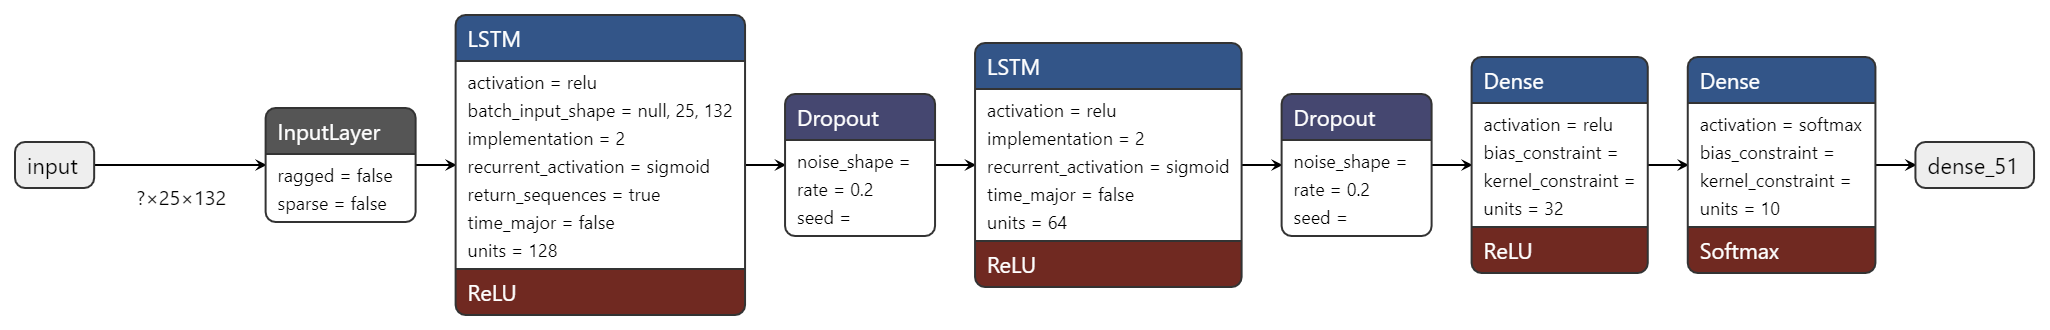 input
?×25×132
InputLayer
ragged = false
sparse = false
LSTM
activation = relu
batch_input_shape = null, 25, 132
implementation = 2
recurrent_activation = sigmoid
return_sequences = true
time_major = false
units = 128
ReLU
Dropout
noise_shape =
rate = 0.2
seed =
LSTM
activation = relu
implementation = 2
recurrent_activation = sigmoid
time_major = false
units = 64
ReLU
Dropout
noise_shape =
rate = 0.2
seed =
Dense
activation = relu
bias_constraint =
kernel_constraint =
units = 32
ReLU
Dense
activation = softmax
bias_constraint =
kernel_constraint =
units = 10
Softmax
dense_51